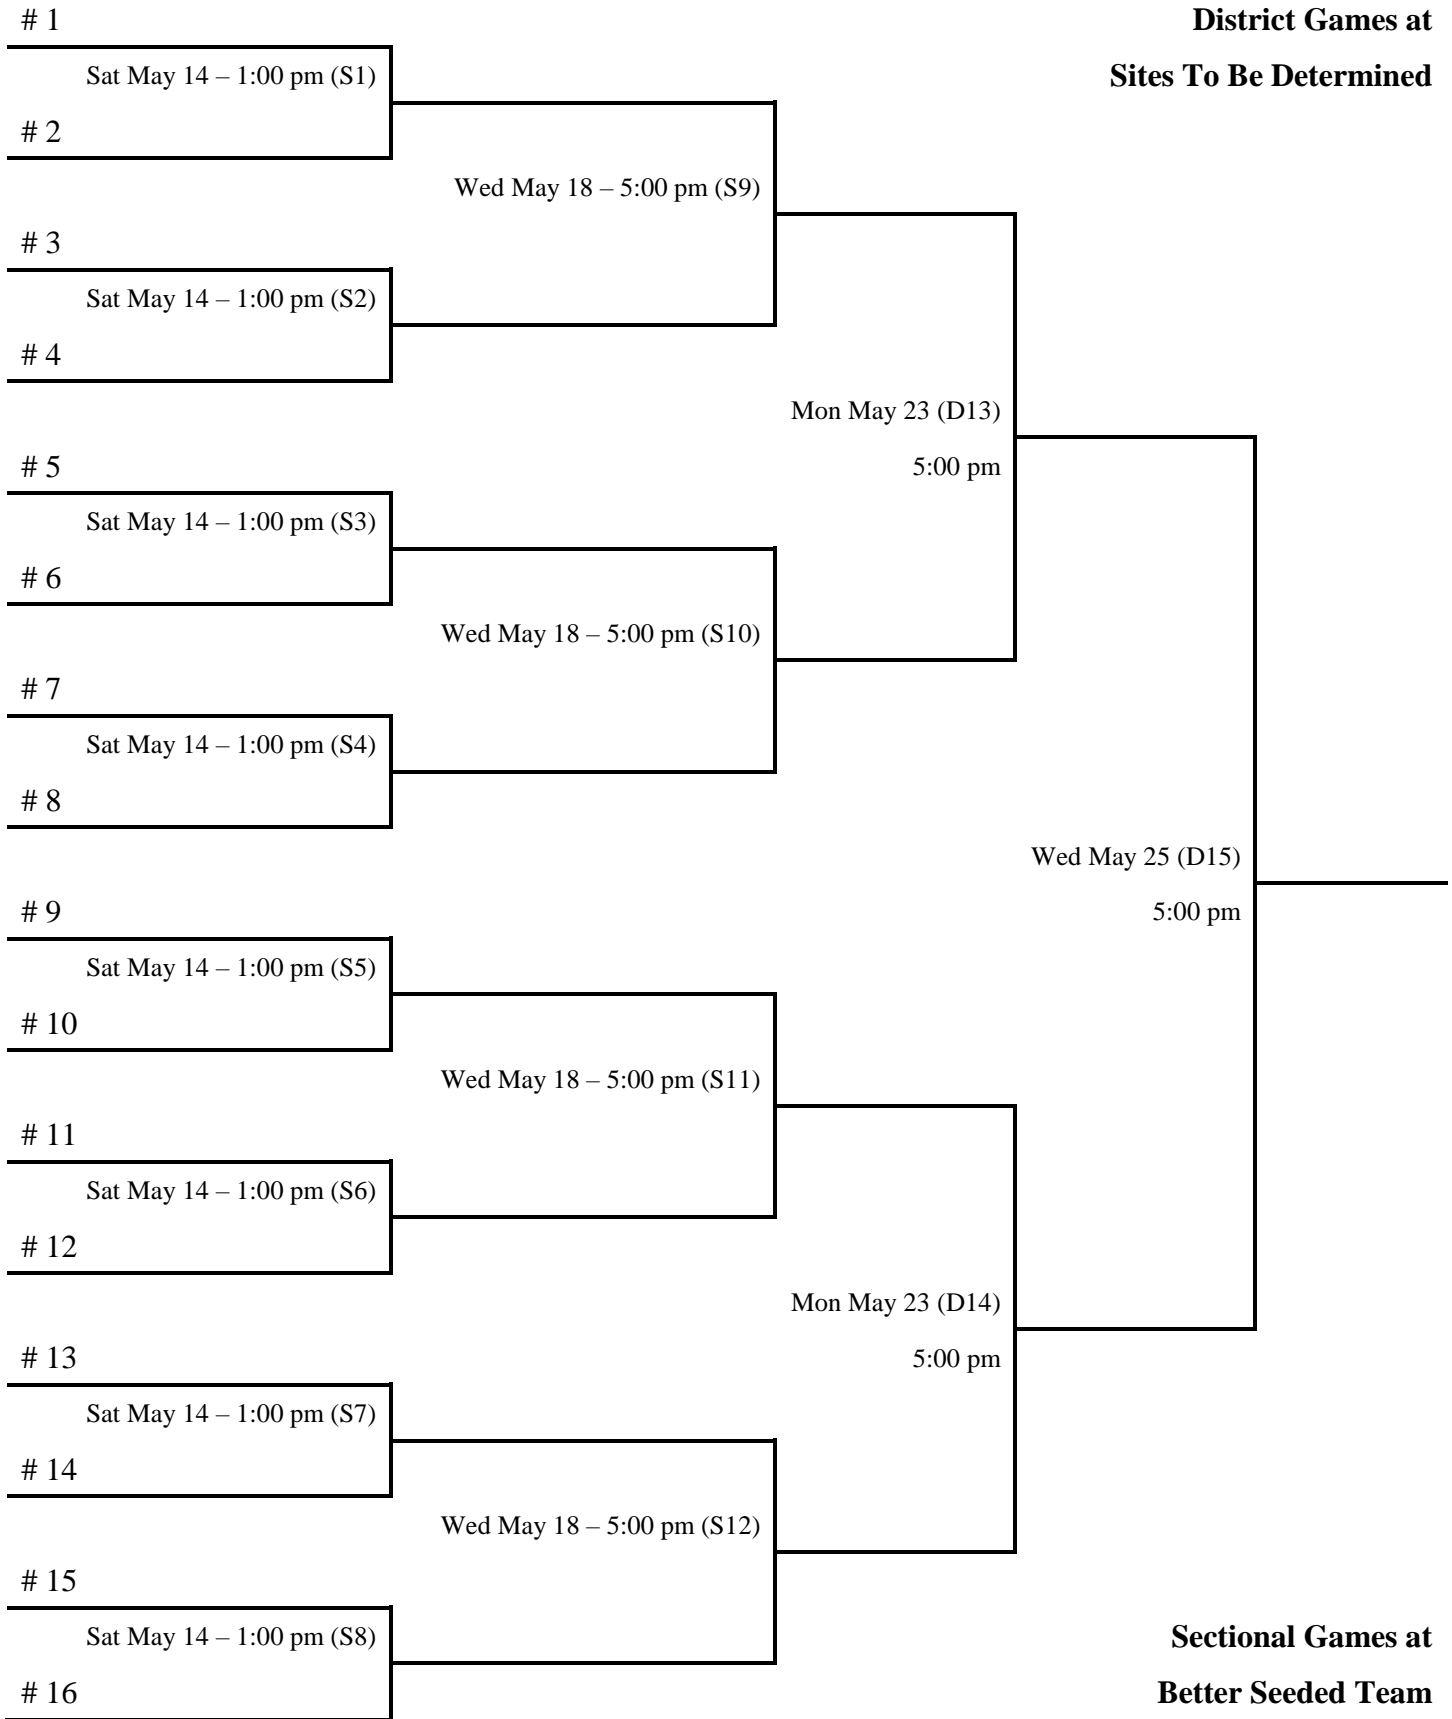 # 1
District Games at
Sat May 14 – 1:00 pm (S1)
Sites To Be Determined
# 2
Wed May 18 – 5:00 pm (S9)
# 3
Sat May 14 – 1:00 pm (S2)
# 4
Mon May 23 (D13)
# 5
5:00 pm
Sat May 14 – 1:00 pm (S3)
# 6
Wed May 18 – 5:00 pm (S10)
# 7
Sat May 14 – 1:00 pm (S4)
# 8
Wed May 25 (D15)
# 9
5:00 pm
Sat May 14 – 1:00 pm (S5)
# 10
Wed May 18 – 5:00 pm (S11)
# 11
Sat May 14 – 1:00 pm (S6)
# 12
Mon May 23 (D14)
# 13
5:00 pm
Sat May 14 – 1:00 pm (S7)
# 14
Wed May 18 – 5:00 pm (S12)
# 15
Sat May 14 – 1:00 pm (S8)
Sectional Games at
# 16
Better Seeded Team